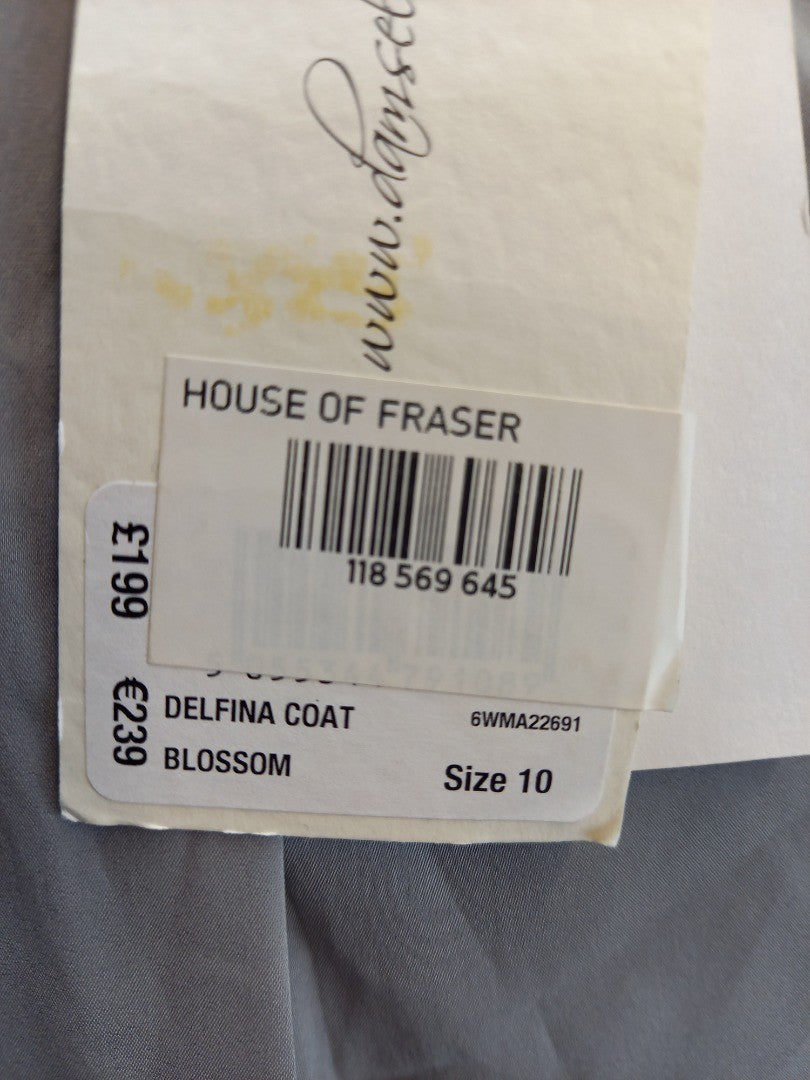 www.damsel
HOUSE OF FRASER
118 569 645
£199
€239
DELFINA COAT
6WMA22691
BLOSSOM
Size 10